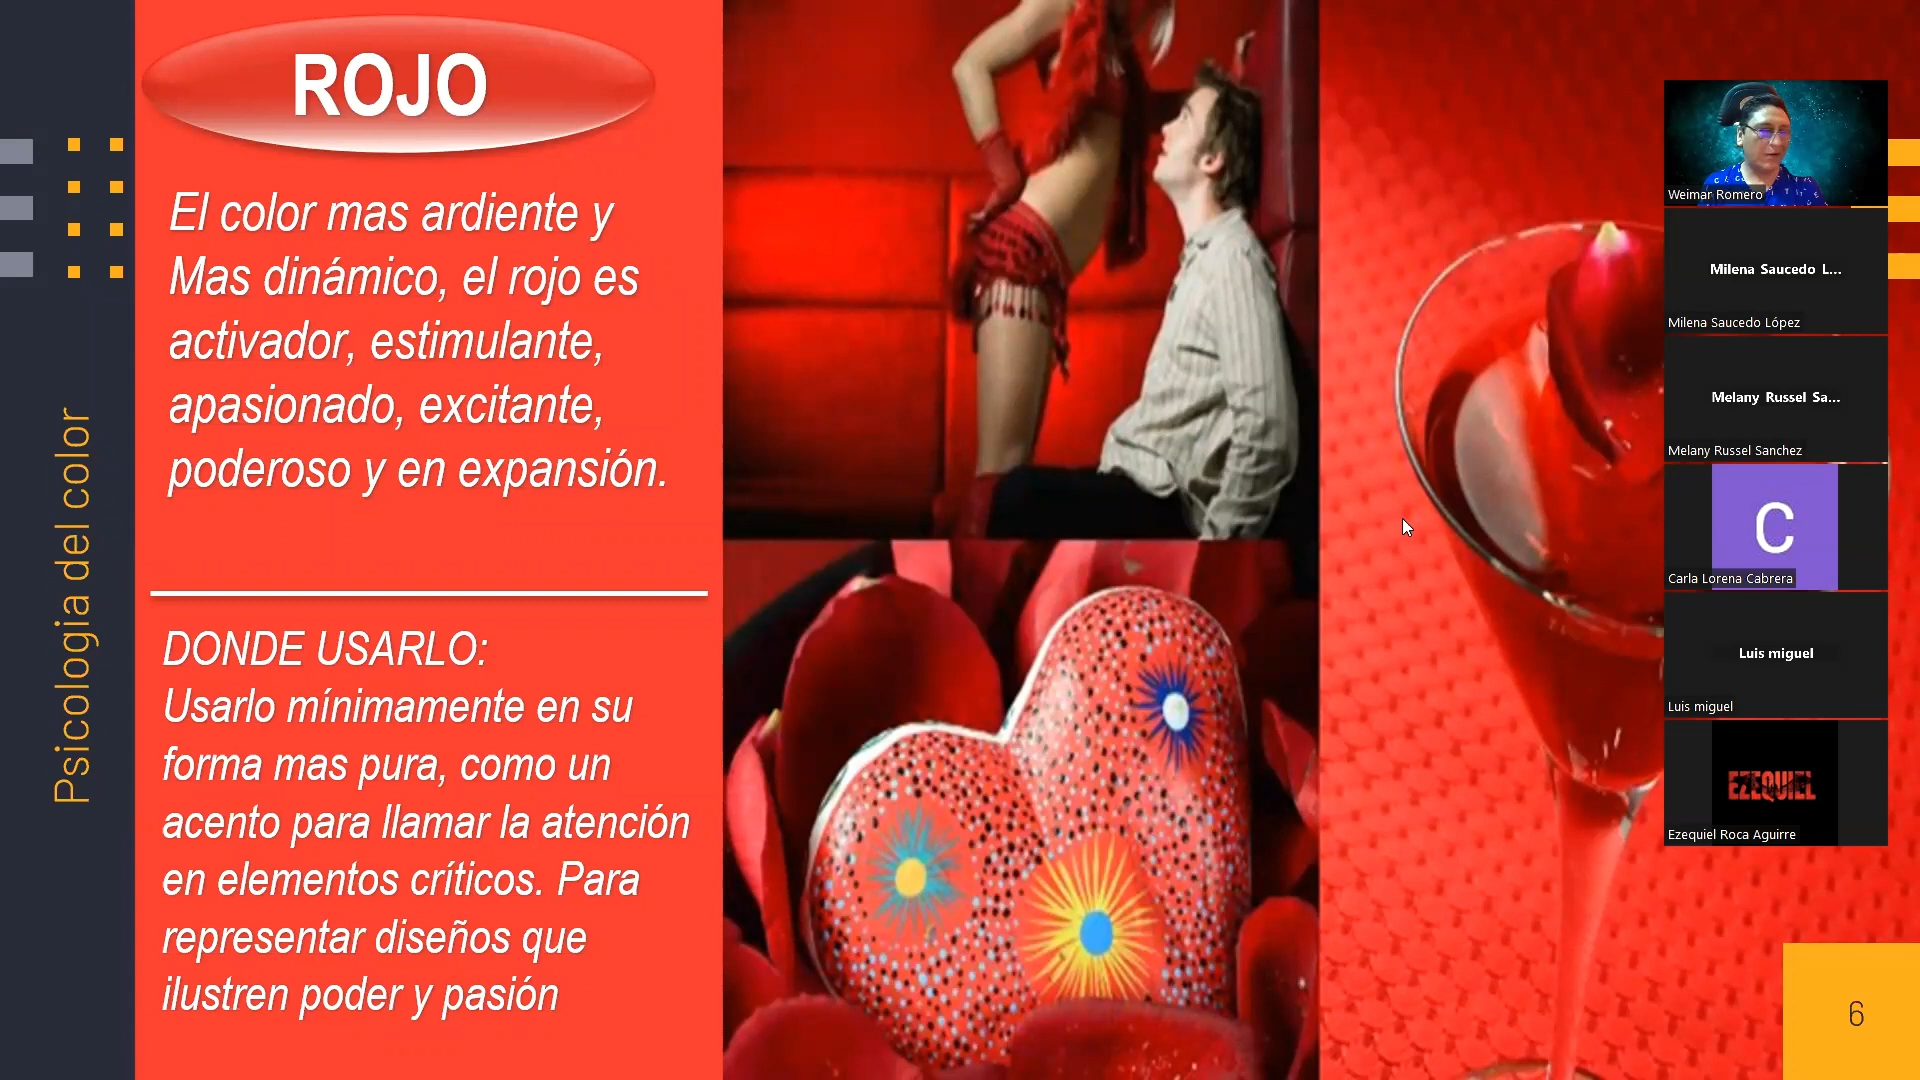 Psicologia del color
ROJO
El color mas ardiente y
Mas dinámico, el rojo es
activador, estimulante,
apasionado, excitante,
poderoso y en expansión.
DONDE USARLO:
Usarlo mínimamente en su
forma mas pura, como un
acento para llamar la atención
en elementos críticos. Para
representar diseños que
ilustren poder y pasión
Weimar Romero
Milena Saucedo L...
Milena Saucedo López
Melany Russel Sa...
Melany Russel Sanchez
C
Carla Lorena Cabrera
Luis miguel
Luis miguel
EZEQUIEL
Ezequiel Roca Aguirre
6